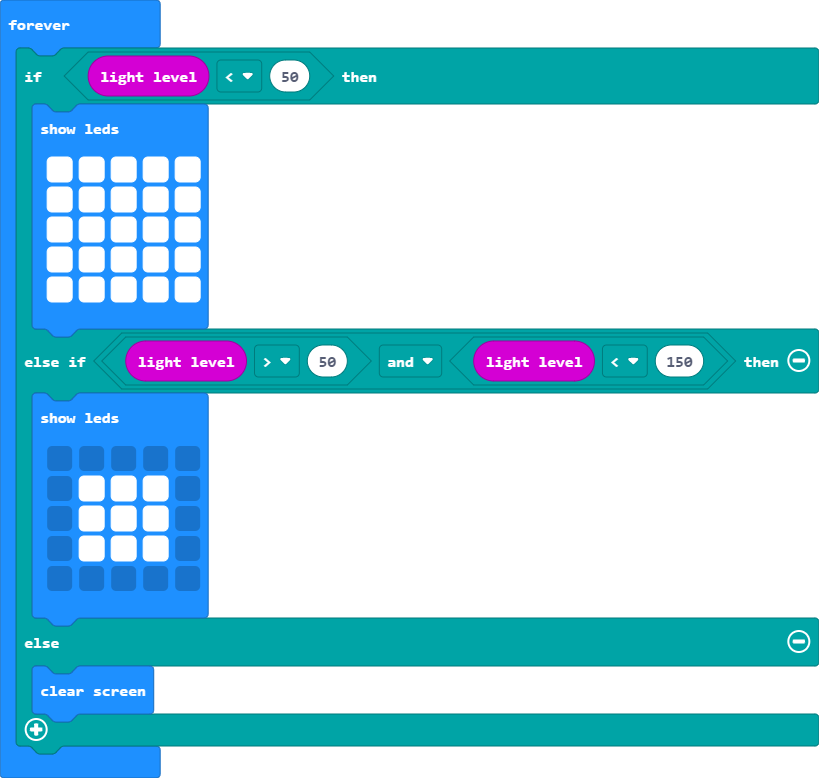 forever
if light level < 50 then
show leds
else if light level > 50 and light level < 150 then
show leds
else
clear screen